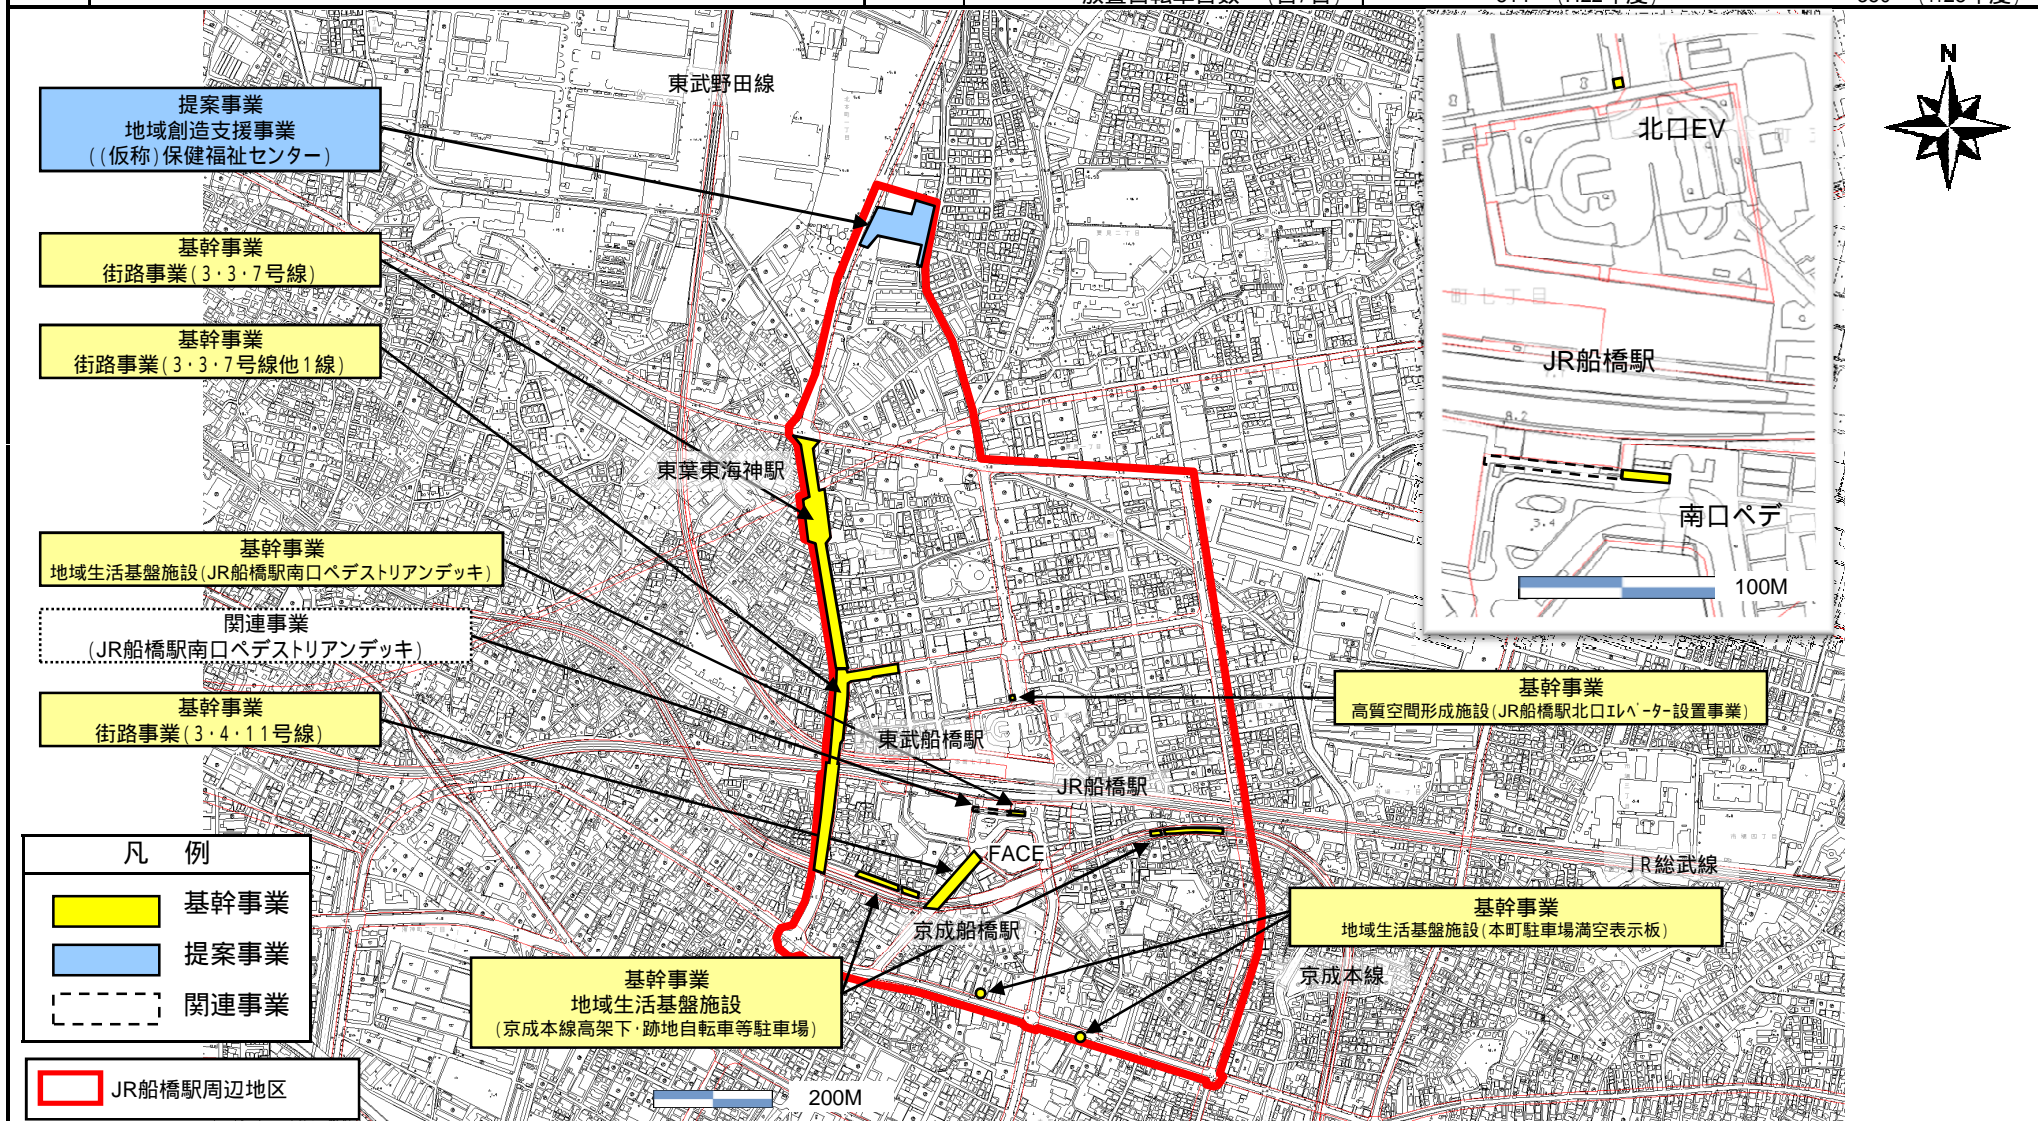 東武野田線
N
提案事業
地域創造支援事業
((仮称)保健福祉センター)
基幹事業
街路事業(3・3・7号線)
基幹事業
街路事業(3・3・7号線他1線)
東葉東海神駅
基幹事業
地域生活基盤施設(JR船橋駅南口ペデストリアンデッキ)
関連事業
(JR船橋駅南口ペデストリアンデッキ)
基幹事業
街路事業(3・4・11号線)
北口EV
JR船橋駅
南口ペデ
100M
基幹事業
高質空間形成施設(JR船橋駅北口エレベーター設置事業)
東武船橋駅
JR船橋駅
FACE
JR総武線
京成船橋駅
基幹事業
地域生活基盤施設(本町駐車場満空表示板)
京成本線
基幹事業
地域生活基盤施設
(京成本線高架下・跡地自転車等駐車場)
凡 例
基幹事業
提案事業
関連事業
JR船橋駅周辺地区
200M